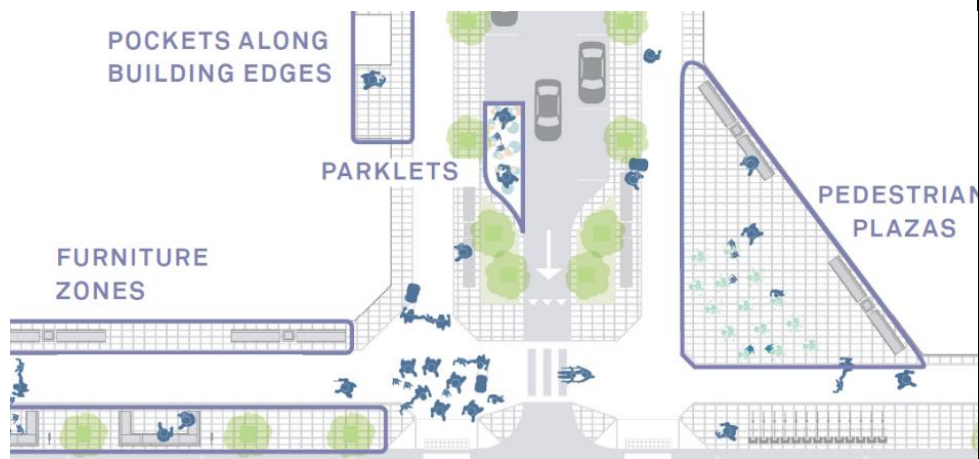 POCKETS ALONG
BUILDING EDGES
PARKLETS
PEDESTRIAN
PLAZAS
FURNITURE
ZONES